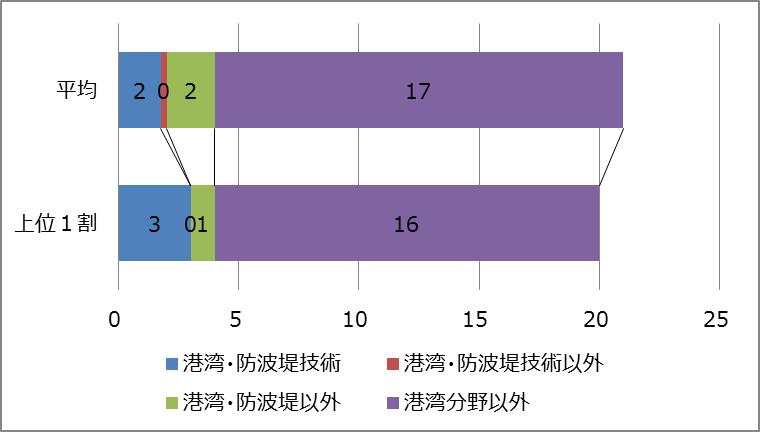 平均
2 0 2 17
上位１割
3 0 1 16
0 5 10 15 20 25
港湾・防波堤技術 港湾・防波堤技術以外
港湾・防波堤以外 港湾分野以外